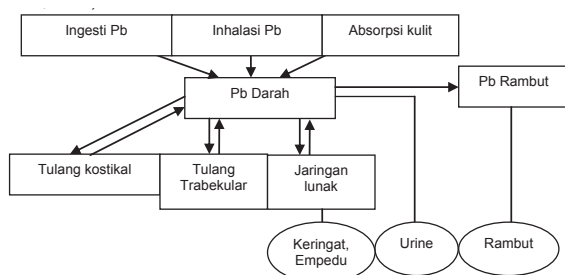 Ingesti Pb
Inhalasi Pb
Absorpsi kulit
Pb Darah
Pb Rambut
Tulang kostikal
Tulang
Trabekular
Jaringan
lunak
Keringat,
Empedu
Urine
Rambut